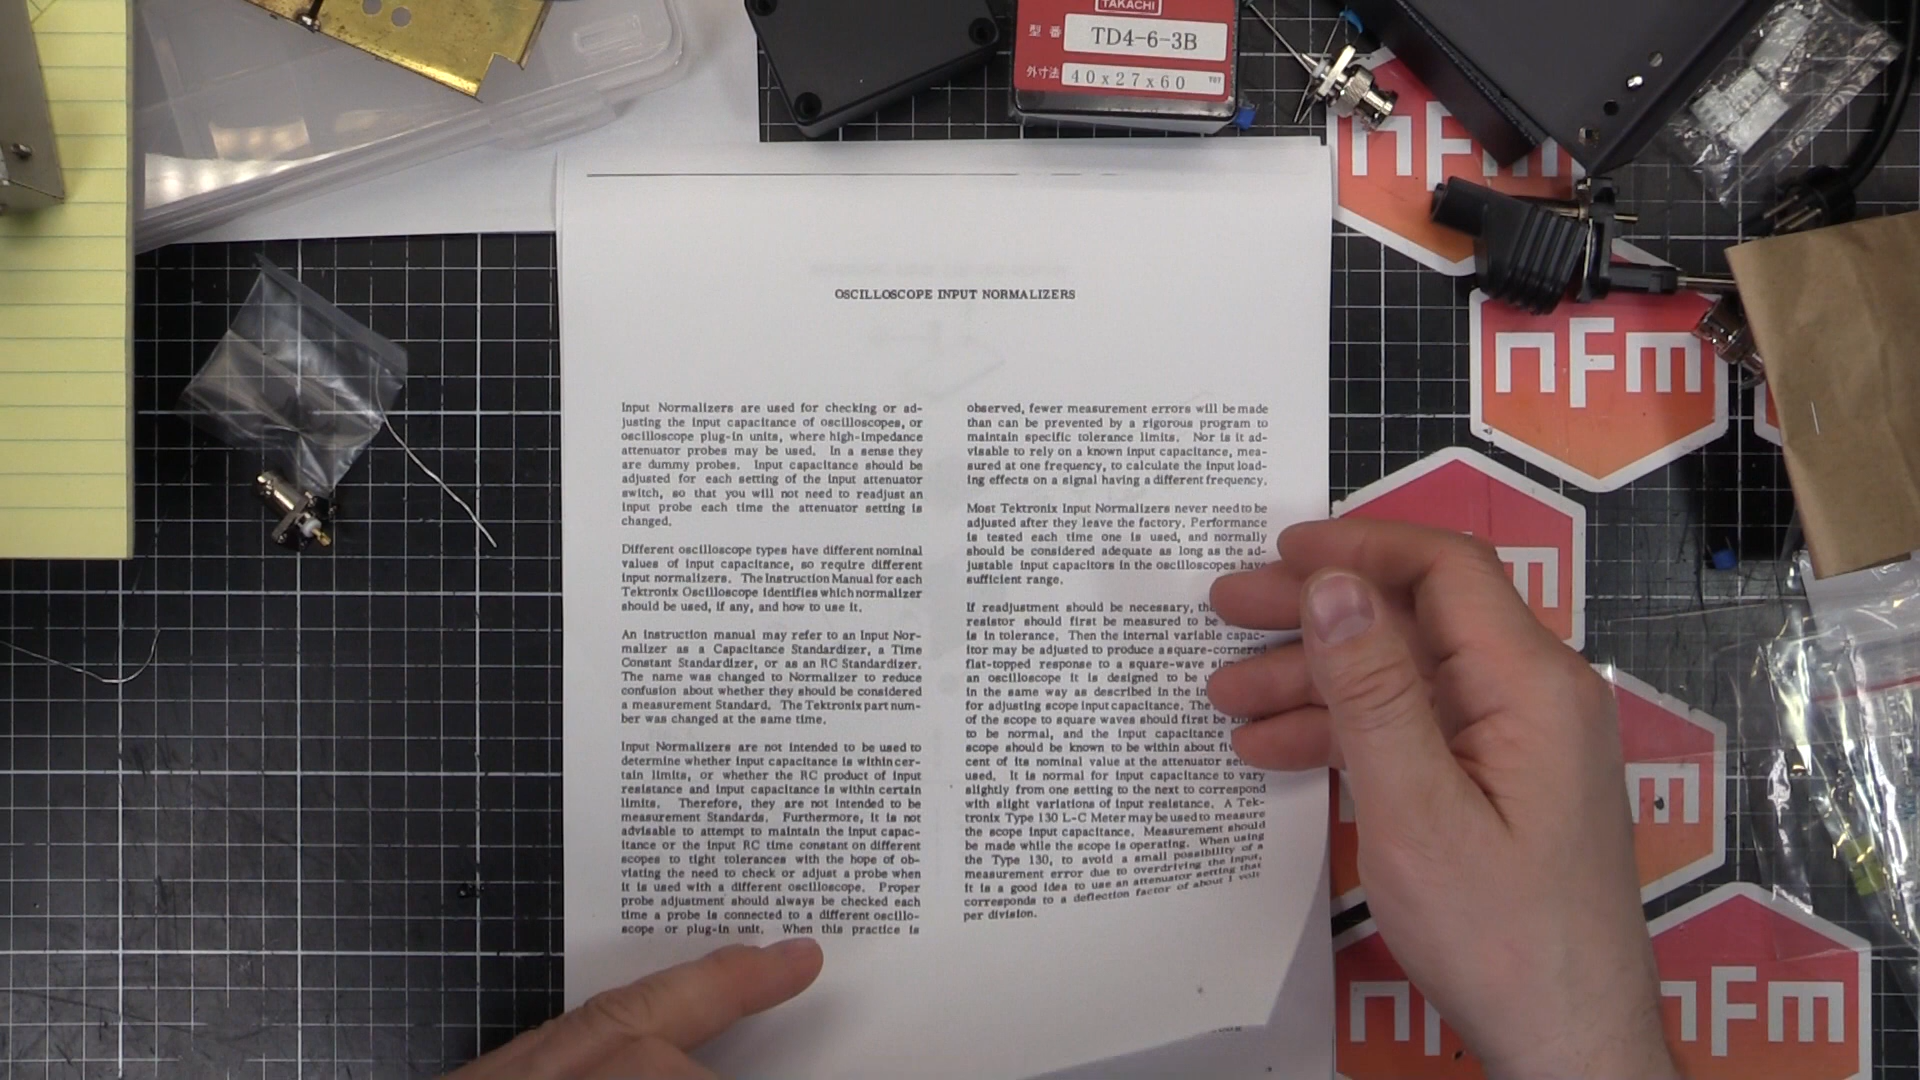 TAKACHI
型番 TD4-6-3B
外寸法 40x27x60 TOT
nFm
nFm
OSCILLOSCOPE INPUT NORMALIZERS
Input Normalizers are used for checking or ad-
justing the input capacitance of oscilloscopes, or
oscilloscope plug-in units, where high-impedance
attenuator probes may be used. In a sense they
are dummy probes. Input capacitance should be
adjusted for each setting of the input attenuator
switch, so that you will not need to readjust an
input probe each time the attenuator setting is
changed.
Different oscilloscope types have different nominal
values of input capacitance, so require different
input normalizers. The Instruction Manual for each
Tektronix Oscilloscope identifies which normalizer
should be used, if any, and how to use it.
An instruction manual may refer to an Input Nor-
malizer as a Capacitance Standardizer, a Time
Constant Standardizer, or as an RC Standardizer.
The name was changed to Normalizer to reduce
confusion about whether they should be considered
a measurement Standard. The Tektronix part num-
ber was changed at the same time.
Input Normalizers are not intended to be used to
determine whether input capacitance is within cer-
tain limits, or whether the RC product of input
resistance and input capacitance is within certain
limits. Therefore, they are not intended to be
measurement Standards. Furthermore, it is not
advisable to attempt to maintain the input capac-
itance or the input RC time constant on different
scopes to tight tolerances with the hope of ob-
viating the need to check or adjust a probe when
it is used with a different oscilloscope. Proper
probe adjustment should always be checked each
time a probe is connected to a different oscillo-
scope or plug-in unit. When this practice is
observed, fewer measurement errors will be made
than can be prevented by a rigorous program to
maintain specific tolerance limits. Nor is it ad-
visable to rely on a known input capacitance, mea-
sured at one frequency, to calculate the input load-
ing effects on a signal having a different frequency.
Most Tektronix Input Normalizers never need to be
adjusted after they leave the factory. Performance
is tested each time one is used, and normally
should be considered adequate as long as the ad-
justable input capacitors in the oscilloscopes have
sufficient range.
If readjustment should be necessary, the
resistor should first be measured to be
is in tolerance. Then the internal variable capac-
itor may be adjusted to produce a square-cornered
flat-topped response to a square-wave
an oscilloscope it is designed to be
in the same way as described in the
for adjusting scope input capacitance. The
of the scope to square waves should first be known
to be normal, and the input capacitance
scope should be known to be within about
cent of its nominal value at the attenuator
used. It is normal for input capacitance to vary
slightly from one setting to the next to correspond
with slight variations of input resistance. A Tek-
tronix Type 130 L-C Meter may be used to measure
the scope input capacitance. Measurement should
be made while the scope is operating. When using
the Type 130, to avoid a small possibility of a
measurement error due to overdriving the input,
it is a good idea to use an attenuator setting that
corresponds to a deflection factor of about 1 volt
per division.
nFm
nFm